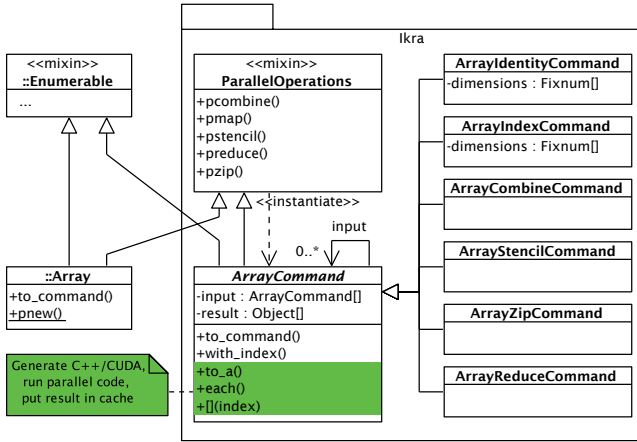 Ikra
<<mixin>>
::Enumerable
...
<<mixin>>
ParallelOperations
+pcombine()
+pmap()
+pstencil()
+preduce()
+pzip()
<<instantiate>>
input
0..*
::Array
+to_command()
+pnew()
ArrayCommand
-input : ArrayCommand[]
-result : Object[]
+to_command()
+with_index()
+to_a()
+each()
+[](index)
Generate C++/CUDA,
run parallel code,
put result in cache
ArrayIdentityCommand
-dimensions : Fixnum[]
ArrayIndexCommand
-dimensions : Fixnum[]
ArrayCombineCommand
ArrayStencilCommand
ArrayZipCommand
ArrayReduceCommand